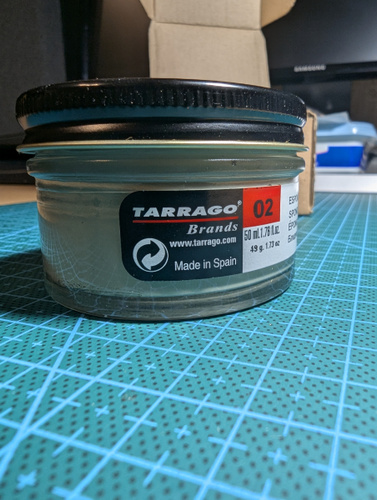 SAMSUNG
TARRAGO®
Brands
www.tarrago.com
Made in Spain
02
50 ml.1.76 fl.oz.
49 g. 1.73 oz